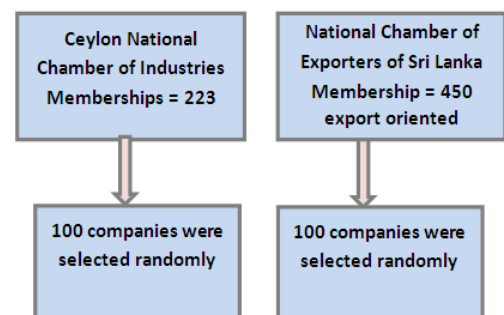 Ceylon National
Chamber of Industries
Memberships = 223
National Chamber of
Exporters of Sri Lanka
Membership = 450
export oriented
100 companies were
selected randomly
100 companies were
selected randomly